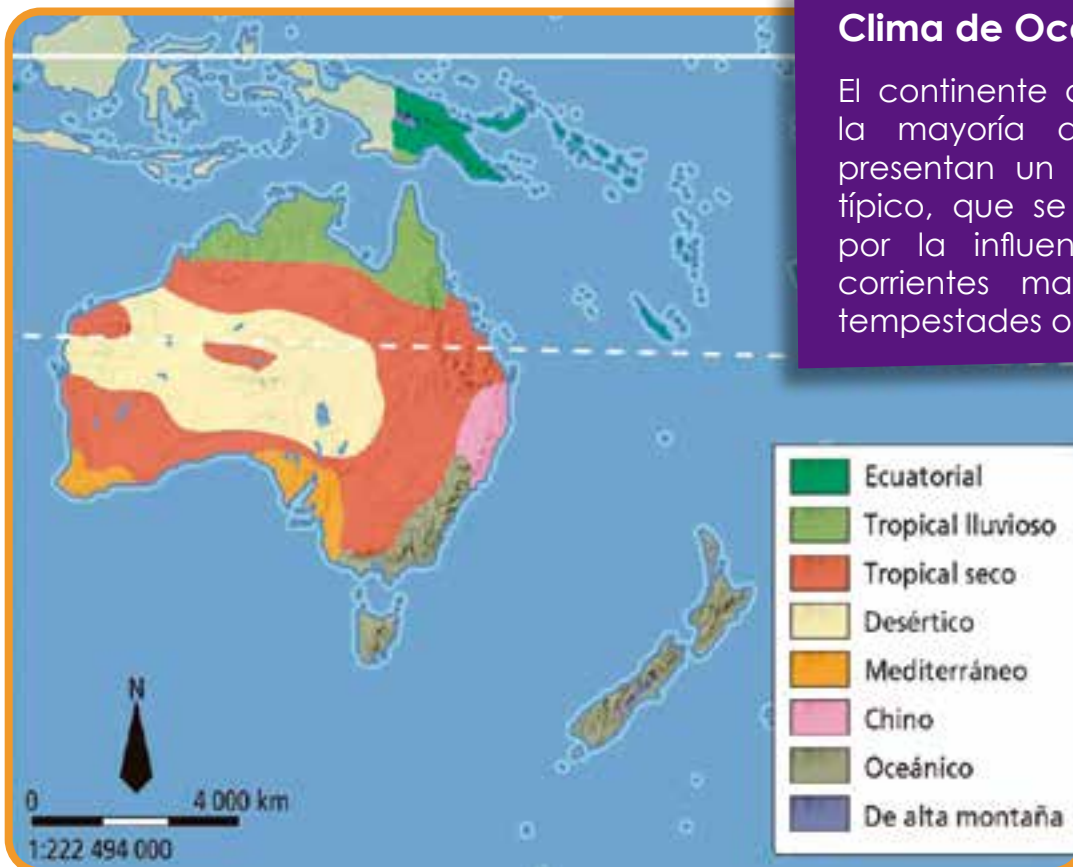 Clima de Oce
El continente
la mayoría
presentan un
típico, que se
por la influen
corrientes ma
tempestades o
Ecuatorial
Tropical lluvioso
Tropical seco
Desértico
Mediterráneo
Chino
Oceánico
De alta montaña
N
0 4 000 km
1:222 494 000